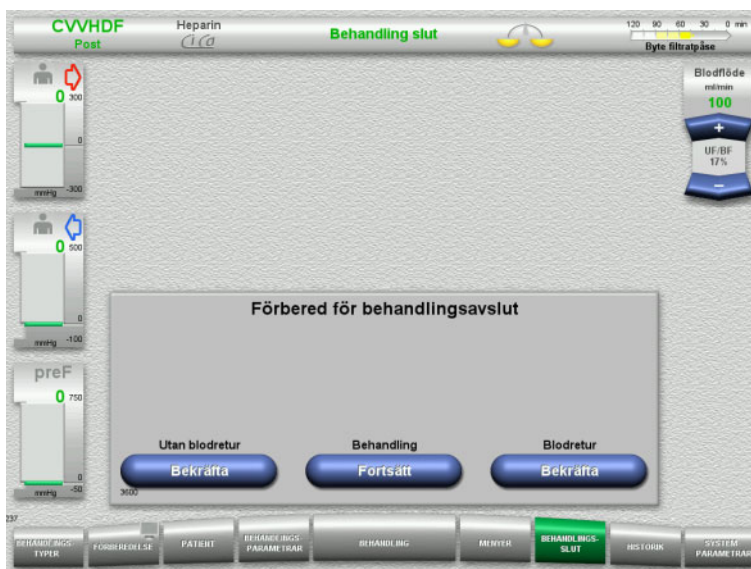 CVVHDF
Post
Heparin
Ci Ca
Behandling slut
120 90 60 30 0 min
Byte filtratpåse
0
300
0
-300
mmHg
0
500
0
-100
mmHg
preF
0
750
0
-50
mmHg
Blodflöde
ml/min
100
+
UF/BF
17%
–
Förbered för behandlingsavslut
Utan blodretur
Bekräfta
Behandling
Fortsätt
Blodretur
Bekräfta
3600
237
BEHANDLINGS-
TYPER
FÖRBEREDELSE
PATIENT
BEHANDLINGS-
PARAMETRAR
BEHANDLING
MENYER
BEHANDLINGS-
SLUT
HISTORIK
SYSTEM
PARAMETRAR